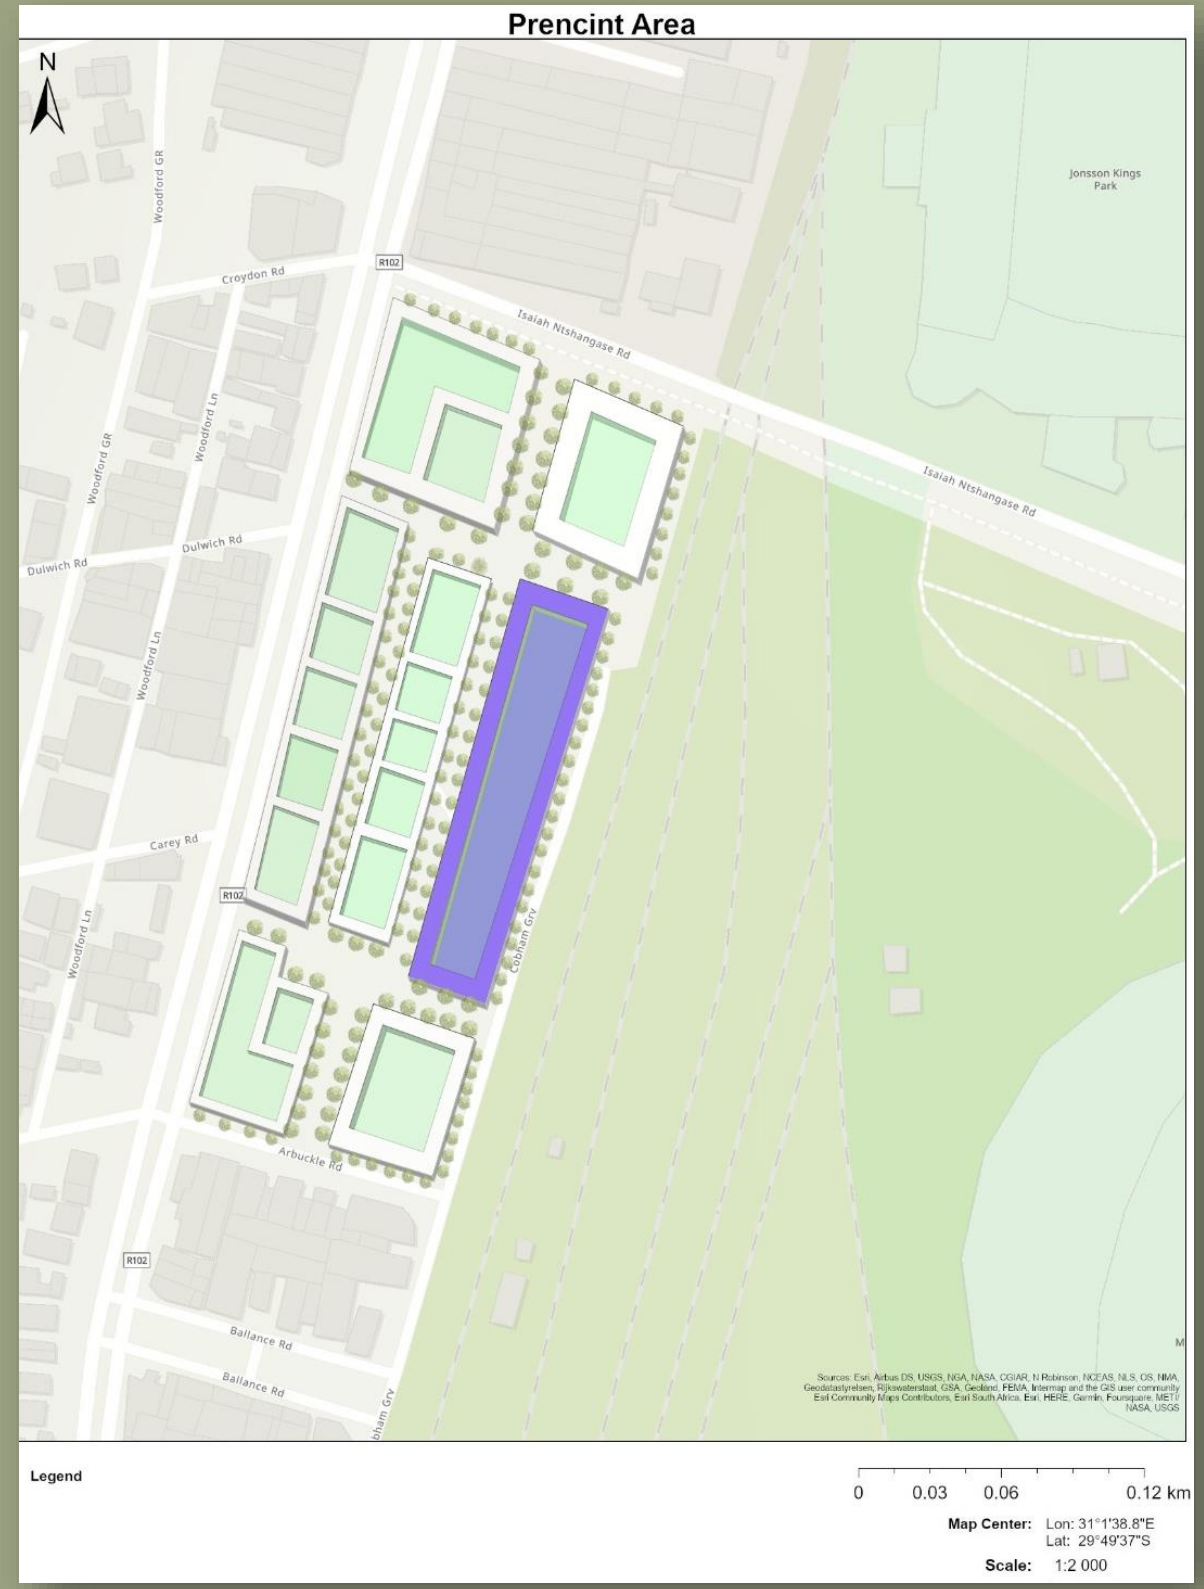 Prencint Area
N
Jonsson Kings
Park
Woodford GR
R102
Croydon Rd
Isaiah Ntshangase Rd
Woodford Ln
Woodford GR
Isaiah Ntshangase Rd
Dulwich Rd
Dulwich Rd
Woodford Ln
Carey Rd
R102
Woodford Ln
Cobham Grv
Arbuckle Rd
R102
Ballance Rd
M
Ballance Rd
bham Grv
Sources: Esri, Airbus DS, USGS, NGA, NASA, CGIAR, N Robinson, NCEAS, NLS, OS, NMA,
Geodatastyrelsen, Rijkswaterstaat, GSA, Geoland, FEMA, Intermap and the GIS user community
Esri Community Maps Contributors, Esri South Africa, Esri, HERE, Garmin, Foursquare, METI/
NASA, USGS
Legend
0 0.03 0.06 0.12 km
Map Center: Lon: 31°1'38.8"E
Lat: 29°49'37"S
Scale: 1:2 000